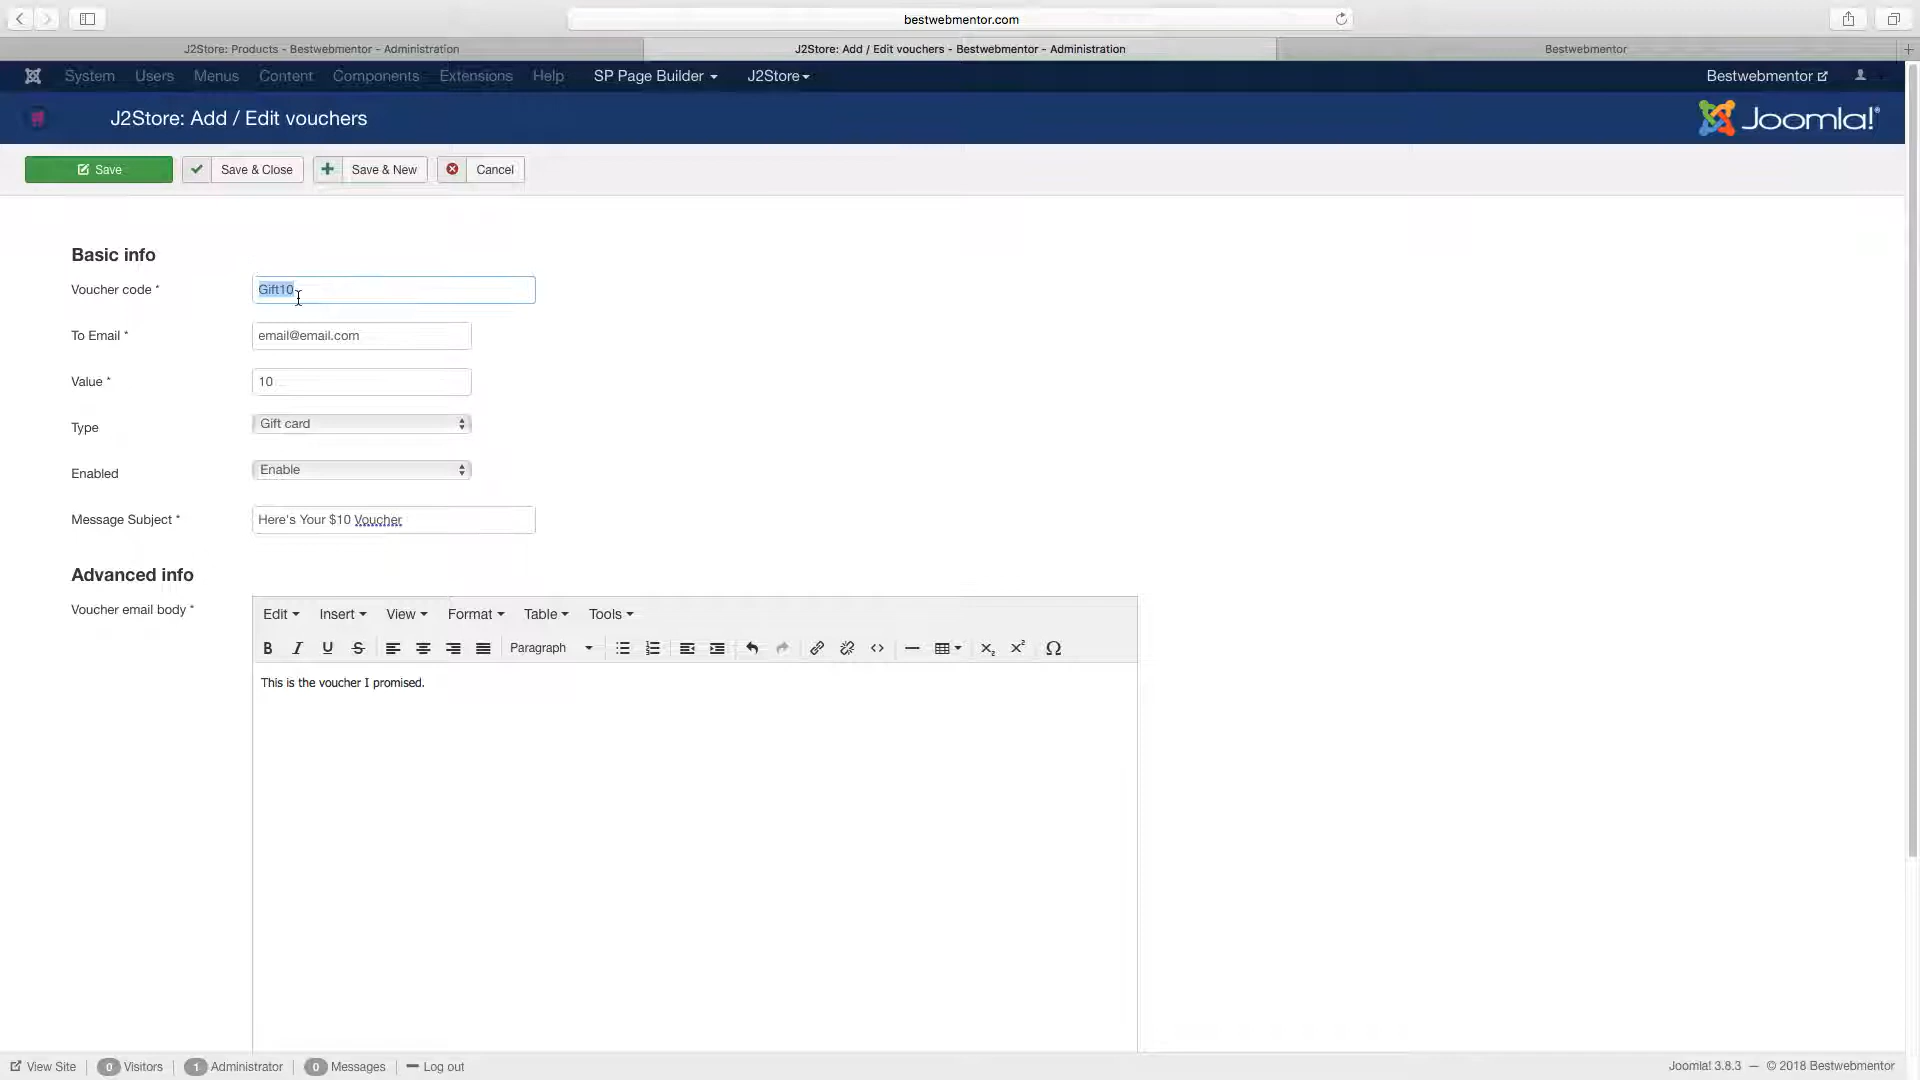 bestwebmentor.com
J2Store: Products - Bestwebmentor - Administration
J2Store: Add / Edit vouchers - Bestwebmentor - Administration
Bestwebmentor
System Users Menus Content Components Extensions Help SP Page Builder J2Store Bestwebmentor
J2Store: Add / Edit vouchers
Joomla!®
Save Save & Close Save & New Cancel
Basic info
Voucher code * Gift10
To Email * email@email.com
Value * 10
Type Gift card
Enabled Enable
Message Subject * Here's Your $10 Voucher
Advanced info
Voucher email body *
Edit Insert View Format Table Tools
B I U S Paragraph <> X₂ X² Ω
This is the voucher I promised.
View Site 0 Visitors 1 Administrator 0 Messages Log out Joomla! 3.8.3 — © 2018 Bestwebmentor